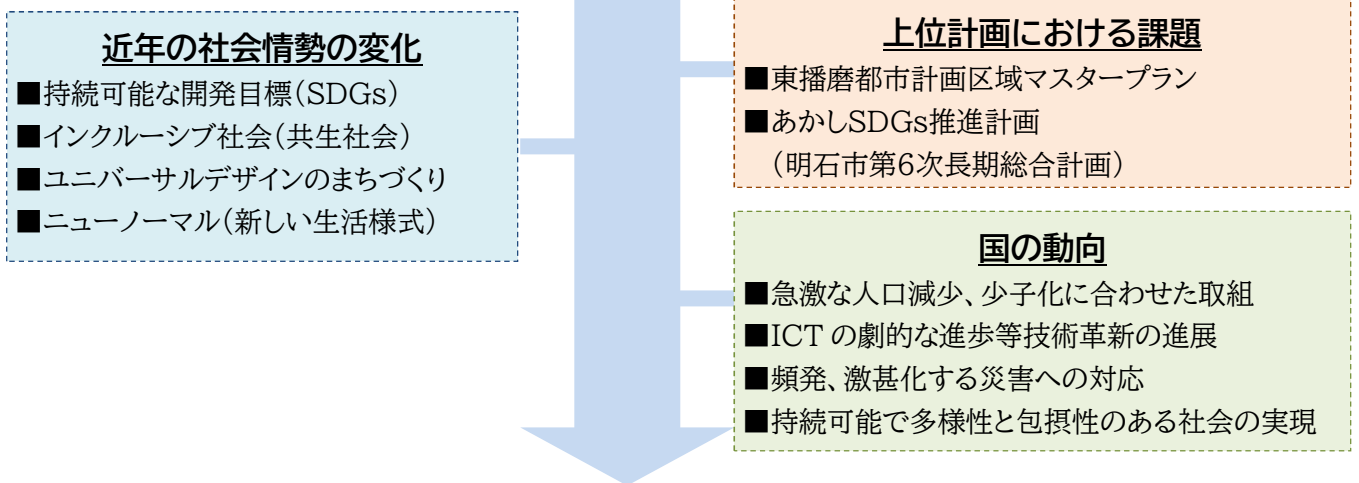 近年の社会情勢の変化
■持続可能な開発目標(SDGs)
■インクルーシブ社会(共生社会)
■ユニバーサルデザインのまちづくり
■ニューノーマル(新しい生活様式)
上位計画における課題
■東播磨都市計画区域マスタープラン
■あかしSDGs推進計画
(明石市第6次長期総合計画)
国の動向
■急激な人口減少、少子化に合わせた取組
■ICT の劇的な進歩等技術革新の進展
■頻発、激甚化する災害への対応
■持続可能で多様性と包摂性のある社会の実現